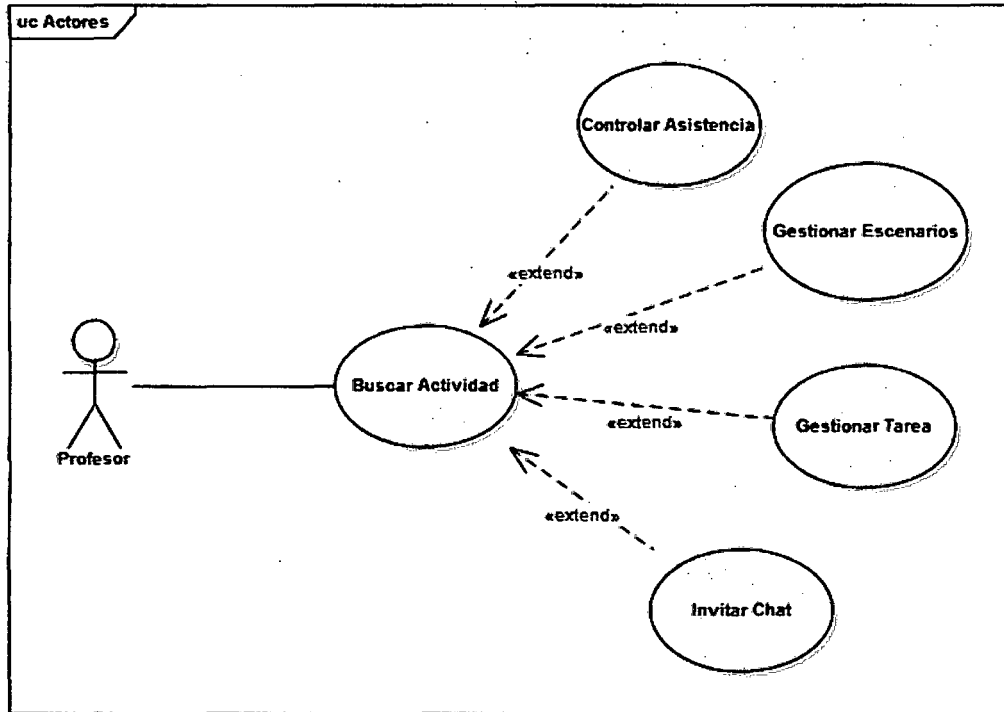 uc Actores
Controlar Asistencia
Gestionar Escenarios
«extend»
«extend»
Buscar Actividad
Gestionar Tarea
«extend»
Profesor
«extend»
Invitar Chat